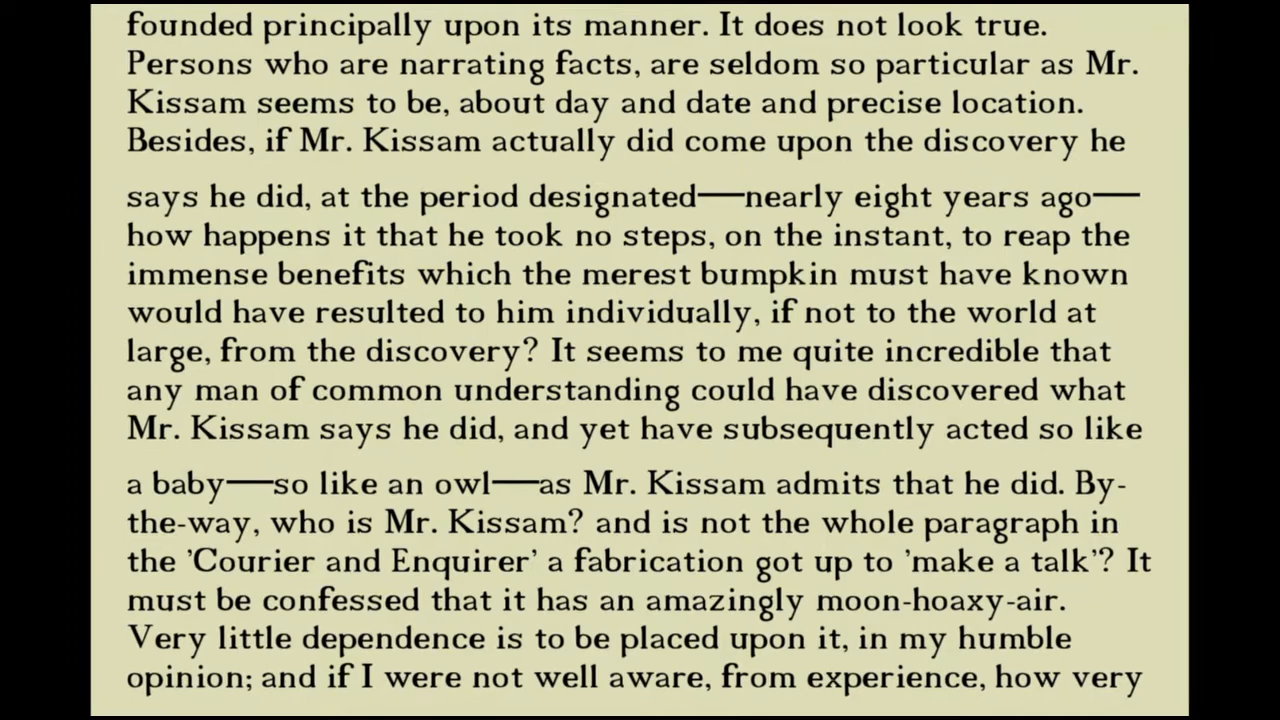 founded principally upon its manner. It does not look true.
Persons who are narrating facts, are seldom so particular as Mr.
Kissam seems to be, about day and date and precise location.
Besides, if Mr. Kissam actually did come upon the discovery he
says he did, at the period designated—nearly eight years ago—
how happens it that he took no steps, on the instant, to reap the
immense benefits which the merest bumpkin must have known
would have resulted to him individually, if not to the world at
large, from the discovery? It seems to me quite incredible that
any man of common understanding could have discovered what
Mr. Kissam says he did, and yet have subsequently acted so like
a baby—so like an owl—as Mr. Kissam admits that he did. By-
the-way, who is Mr. Kissam? and is not the whole paragraph in
the ’Courier and Enquirer’ a fabrication got up to ’make a talk’? It
must be confessed that it has an amazingly moon-hoaxy-air.
Very little dependence is to be placed upon it, in my humble
opinion; and if I were not well aware, from experience, how very